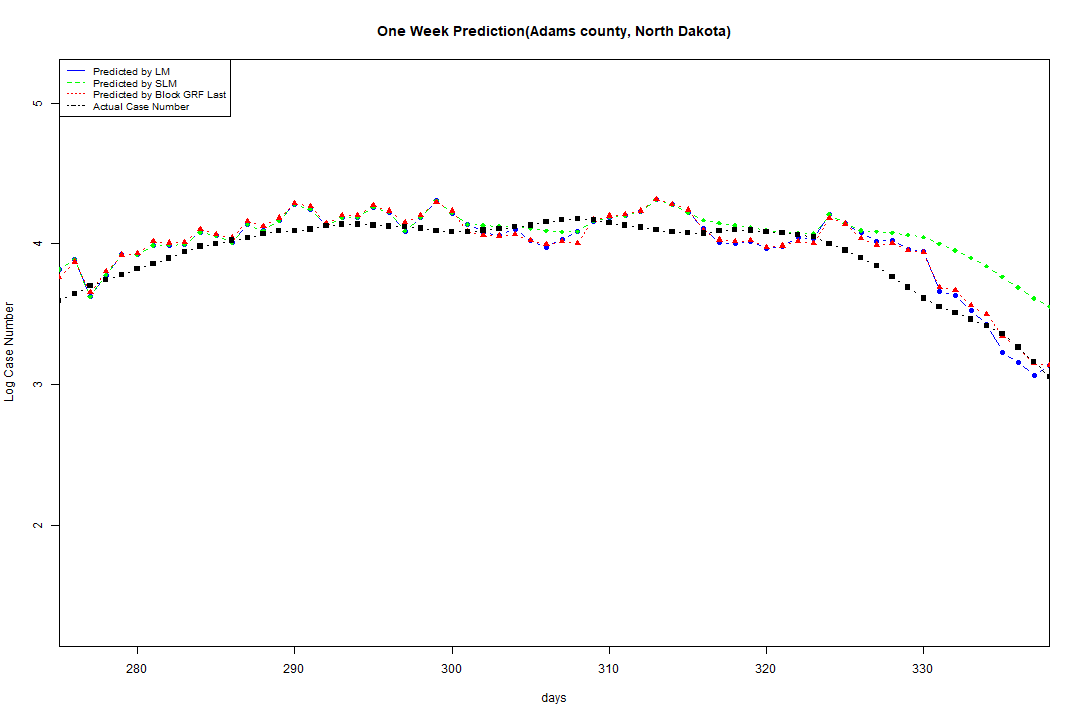 One Week Prediction(Adams county, North Dakota)
Predicted by LM
Predicted by SLM
Predicted by Block GRF Last
Actual Case Number
5
4
3
2
Log Case Number
280 290 300 310 320 330
days